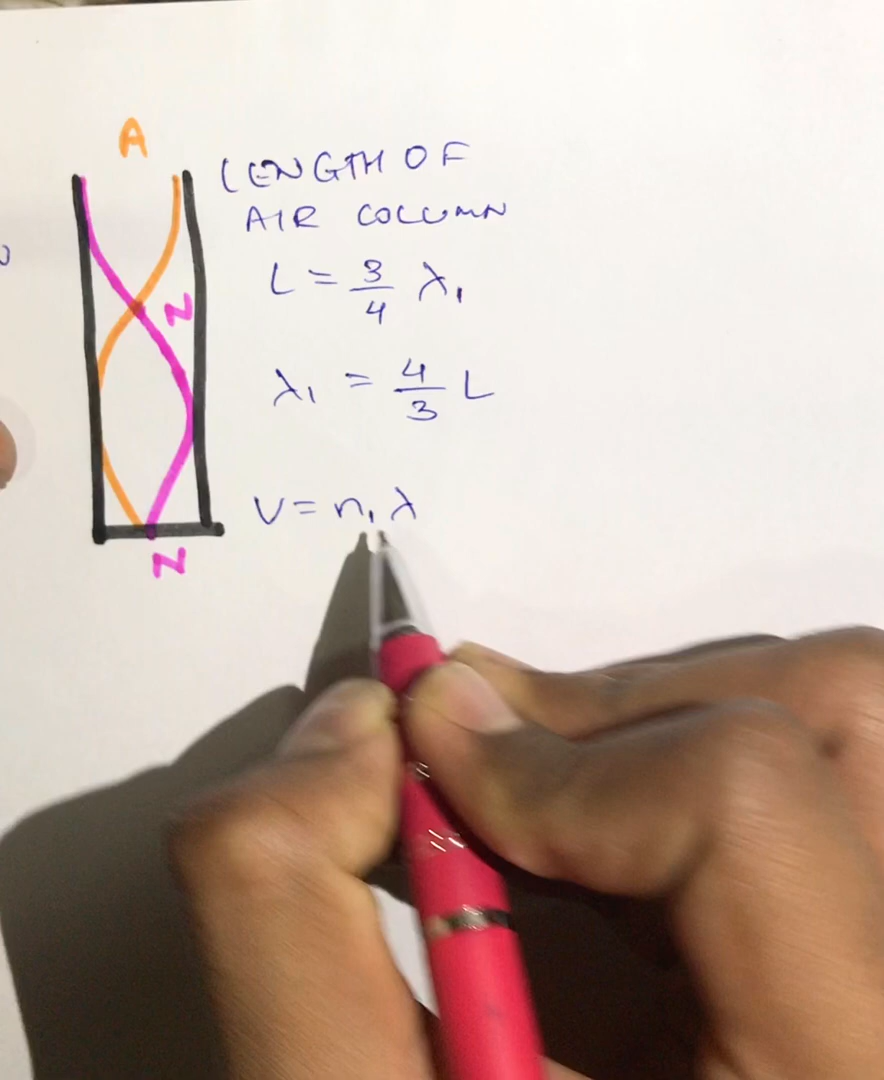 A
LENGTH OF
AIR COLUMN
L = 3/4 λ₁
N
λ₁ = 4/3 L
V = n₁ λ
N